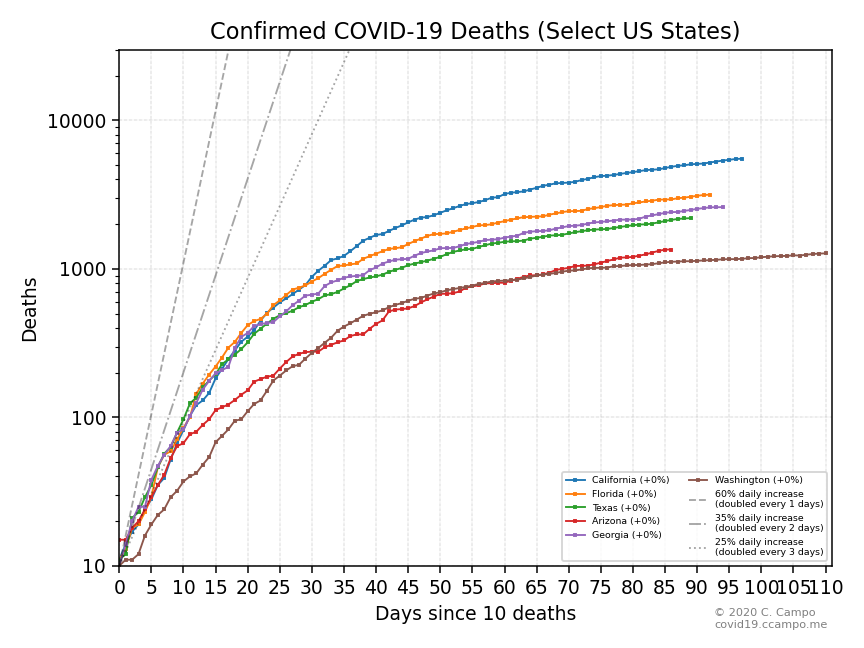 Confirmed COVID-19 Deaths (Select US States)
Deaths
10000
1000
100
10
0 5 10 15 20 25 30 35 40 45 50 55 60 65 70 75 80 85 90 95 100 105 110
Days since 10 deaths
California (+0%)
Florida (+0%)
Texas (+0%)
Arizona (+0%)
Georgia (+0%)
Washington (+0%)
60% daily increase
(doubled every 1 days)
35% daily increase
(doubled every 2 days)
25% daily increase
(doubled every 3 days)
© 2020 C. Campo
covid19.ccampo.me